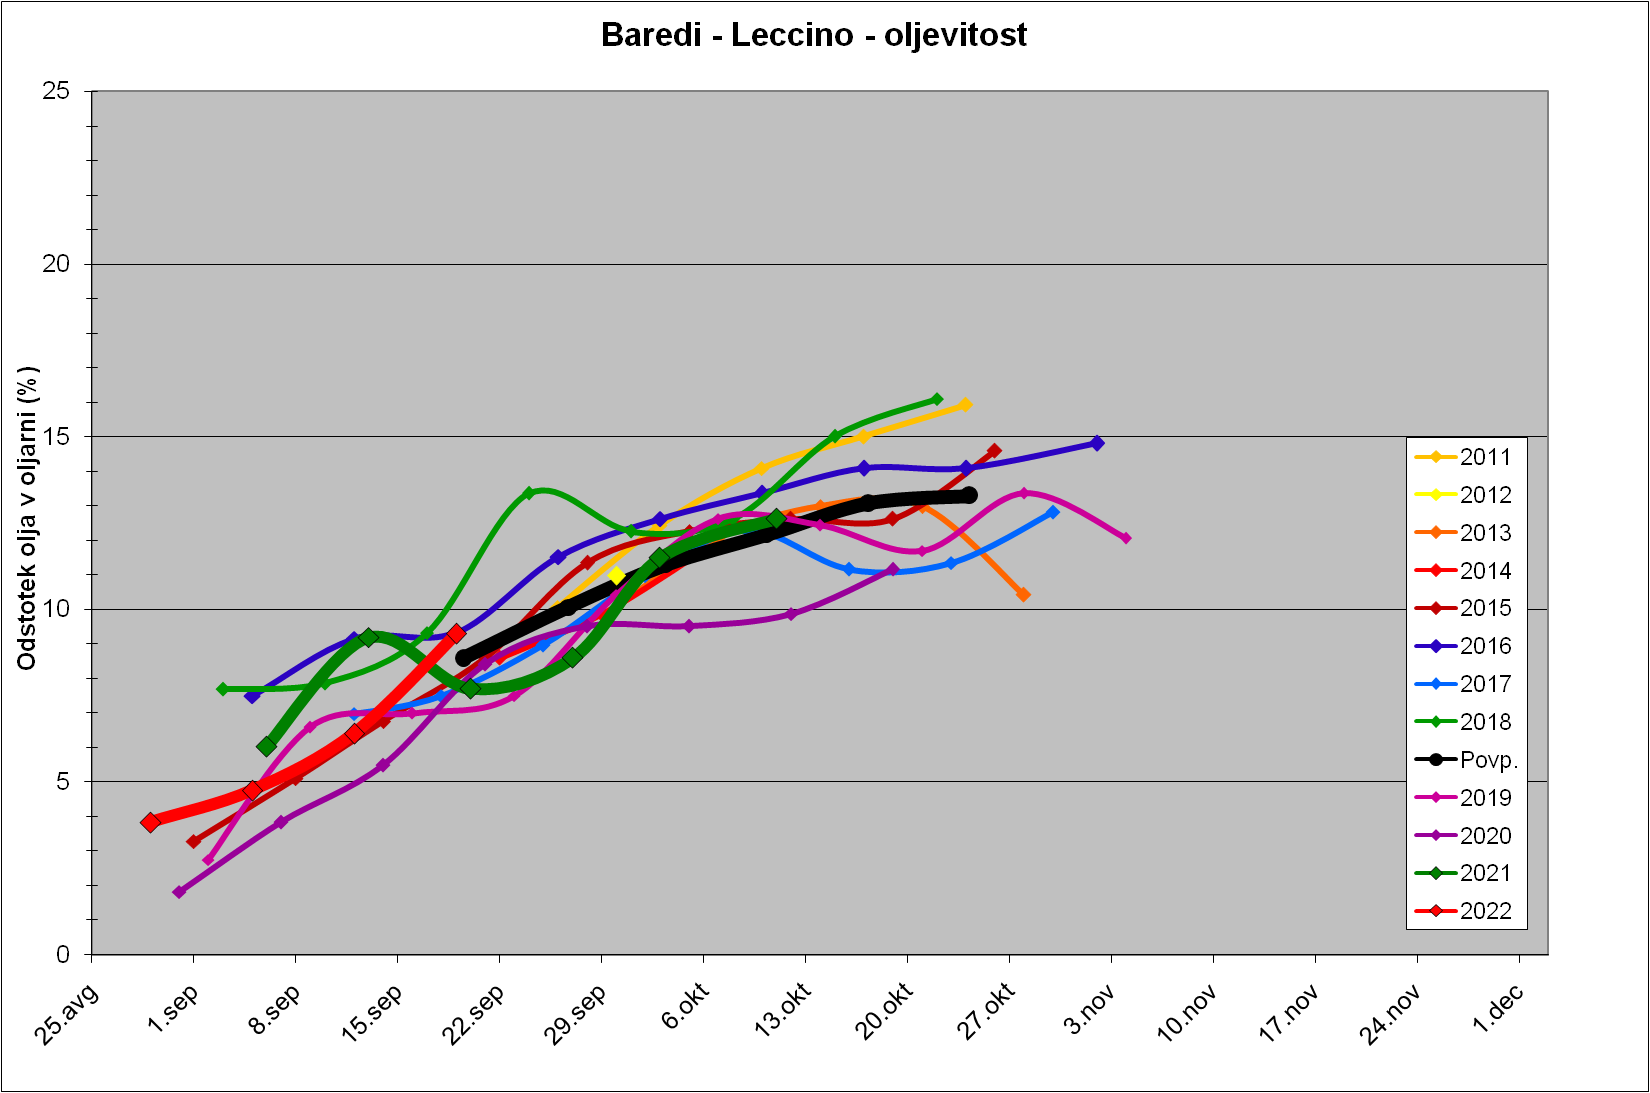 Baredi - Leccino - oljevitost
Odstotek olja v oljarni (%)
25
20
15
10
5
0
25.avg
1.sep
8.sep
15.sep
22.sep
29.sep
6.okt
13.okt
20.okt
27.okt
3.nov
10.nov
17.nov
24.nov
1.dec
2011
2012
2013
2014
2015
2016
2017
2018
Povp.
2019
2020
2021
2022